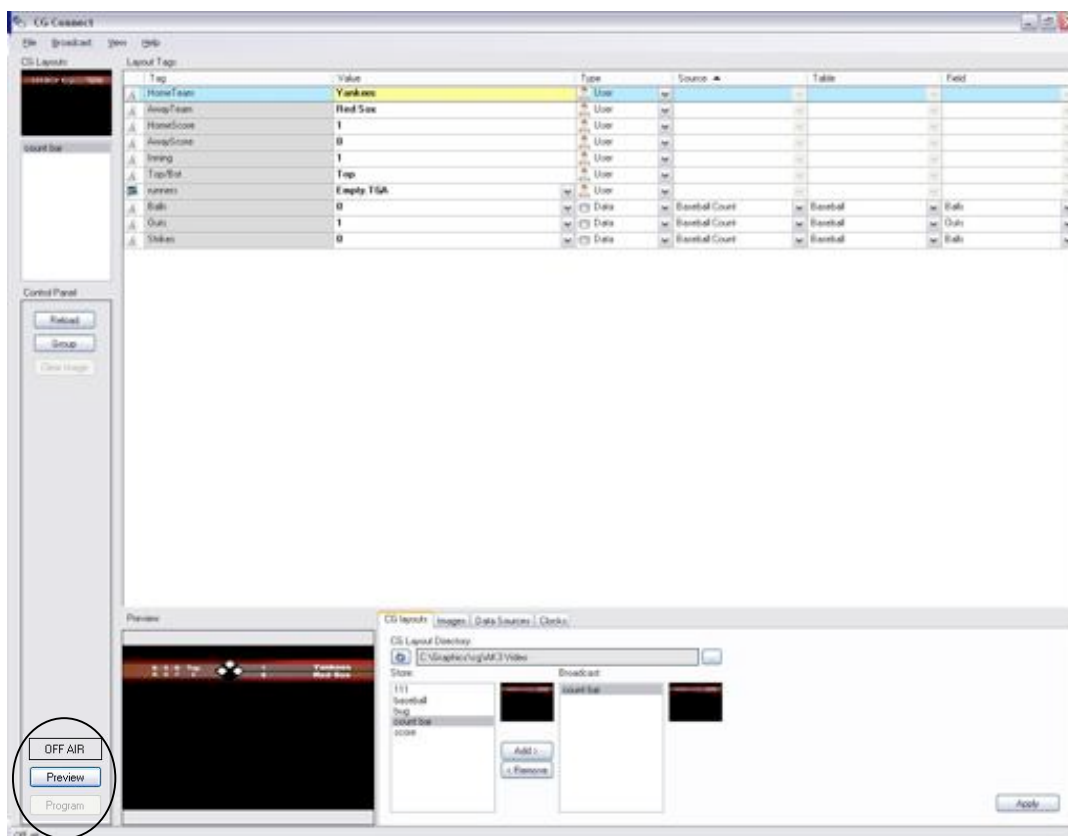 CG Connect
File Broadcast View Help
CG Layouts
Layout Tags
Tag Value Type Source Table Field
HomeTeam Yankees User
AwayTeam Red Sox User
HomeScore 1 User
AwayScore 0 User
Inning 1 User
Top/Bot Top User
runners Empty TGA User
Balls 0 Data Baseball Count Baseball Balls
Outs 1 Data Baseball Count Baseball Outs
Strikes 0 Data Baseball Count Baseball Balls
count bar
Control Panel
Reload
Group
Clear Image
OFF AIR
Preview
Program
Off air
Preview
Yankees
Red Sox
CG layouts Images Data Sources Clocks
CG Layout Directory
Store
111
baseball
bug
count bar
score
Add >
< Remove
Broadcast
count bar
Apply